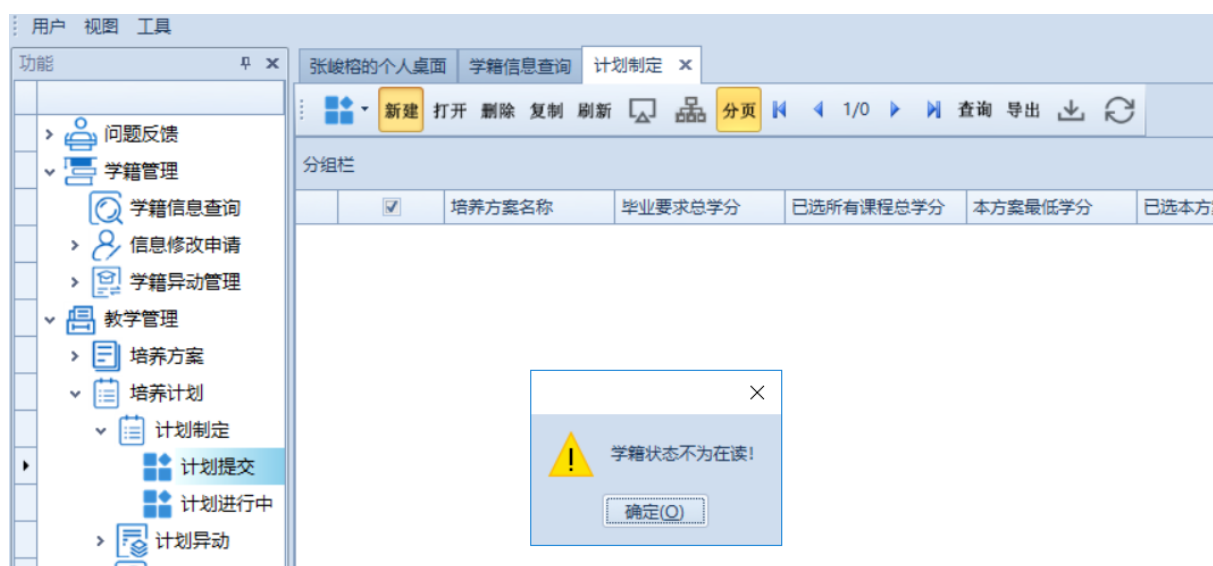 用户 视图 工具
功能
张峻榕的个人桌面 学籍信息查询 计划制定
新建 打开 删除 复制 刷新 分页 1/0 查询 导出
问题反馈
分组栏
学籍管理
学籍信息查询
培养方案名称 毕业要求总学分 已选所有课程总学分 本方案最低学分 已选本方
信息修改申请
学籍异动管理
教学管理
培养方案
培养计划
计划制定
计划提交
计划进行中
计划异动
学籍状态不为在读!
确定(O)